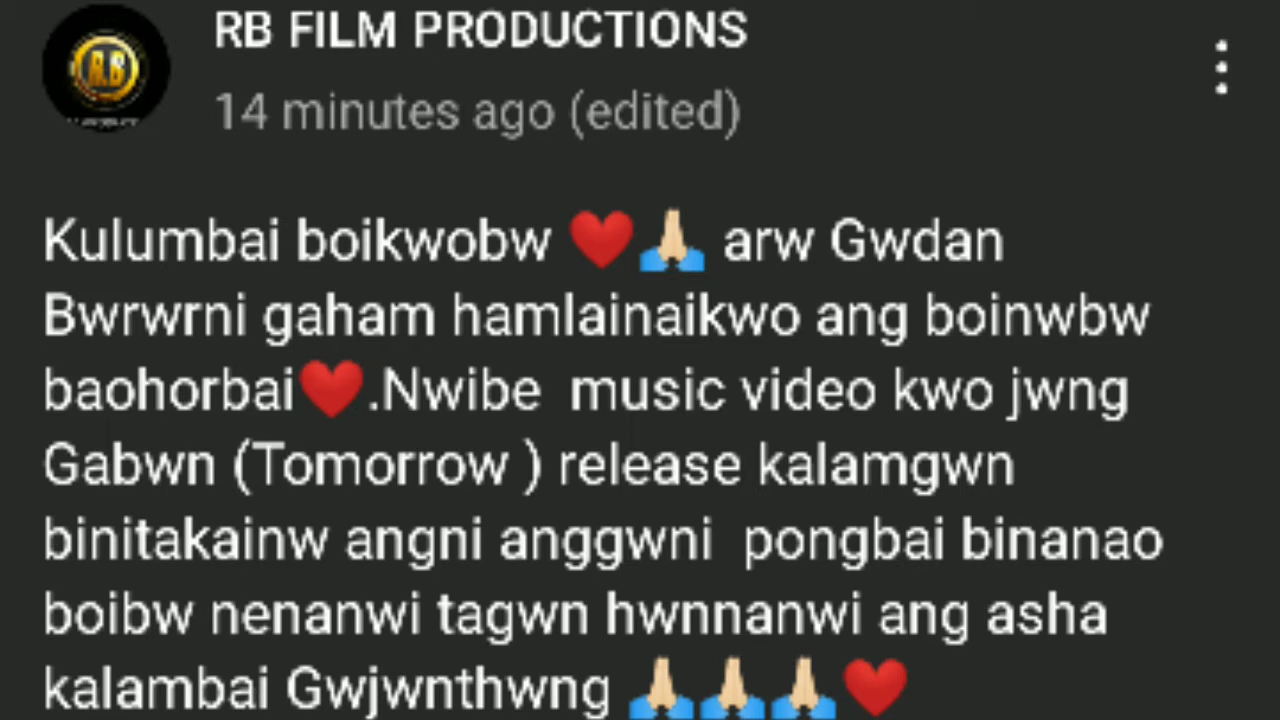 RB FILM PRODUCTIONS
14 minutes ago (edited)
R.B
Kulumbai boikwobw ❤️🙏🏼 arw Gwdan
Bwrwrni gaham hamlainaikwo ang boinwbw
baohorbai❤️.Nwibe music video kwo jwng
Gabwn (Tomorrow ) release kalamgwn
binitakainw angni anggwni pongbai binanao
boibw nenanwi tagwn hwnnanwi ang asha
kalambai Gwjwnthwng 🙏🏼🙏🏼🙏🏼❤️